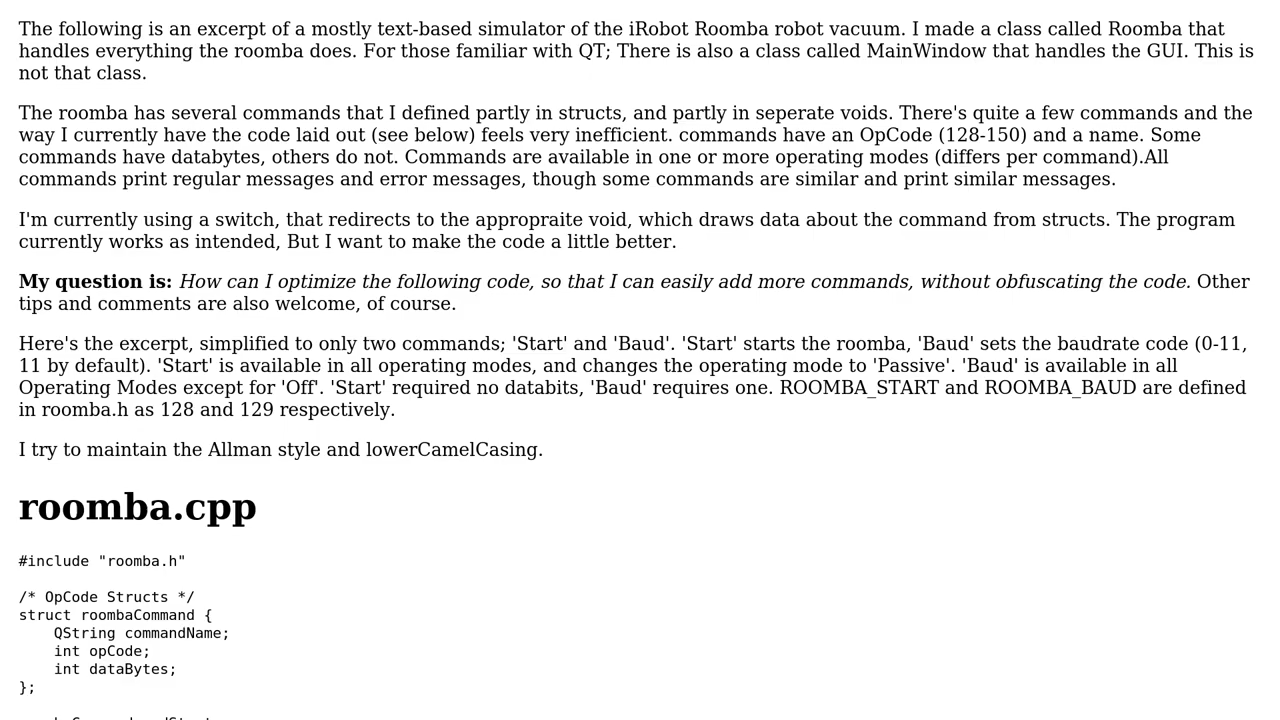 The following is an excerpt of a mostly text-based simulator of the iRobot Roomba robot vacuum. I made a class called Roomba that
handles everything the roomba does. For those familiar with QT; There is also a class called MainWindow that handles the GUI. This is
not that class.
The roomba has several commands that I defined partly in structs, and partly in seperate voids. There's quite a few commands and the
way I currently have the code laid out (see below) feels very inefficient. commands have an OpCode (128-150) and a name. Some
commands have databytes, others do not. Commands are available in one or more operating modes (differs per command).All
commands print regular messages and error messages, though some commands are similar and print similar messages.
I'm currently using a switch, that redirects to the appropraite void, which draws data about the command from structs. The program
currently works as intended, But I want to make the code a little better.
My question is: How can I optimize the following code, so that I can easily add more commands, without obfuscating the code. Other
tips and comments are also welcome, of course.
Here's the excerpt, simplified to only two commands; 'Start' and 'Baud'. 'Start' starts the roomba, 'Baud' sets the baudrate code (0-11,
11 by default). 'Start' is available in all operating modes, and changes the operating mode to 'Passive'. 'Baud' is available in all
Operating Modes except for 'Off'. 'Start' required no databits, 'Baud' requires one. ROOMBA_START and ROOMBA_BAUD are defined
in roomba.h as 128 and 129 respectively.
I try to maintain the Allman style and lowerCamelCasing.
roomba.cpp
#include "roomba.h"
/* OpCode Structs */
struct roombaCommand {
QString commandName;
int opCode;
int dataBytes;
};